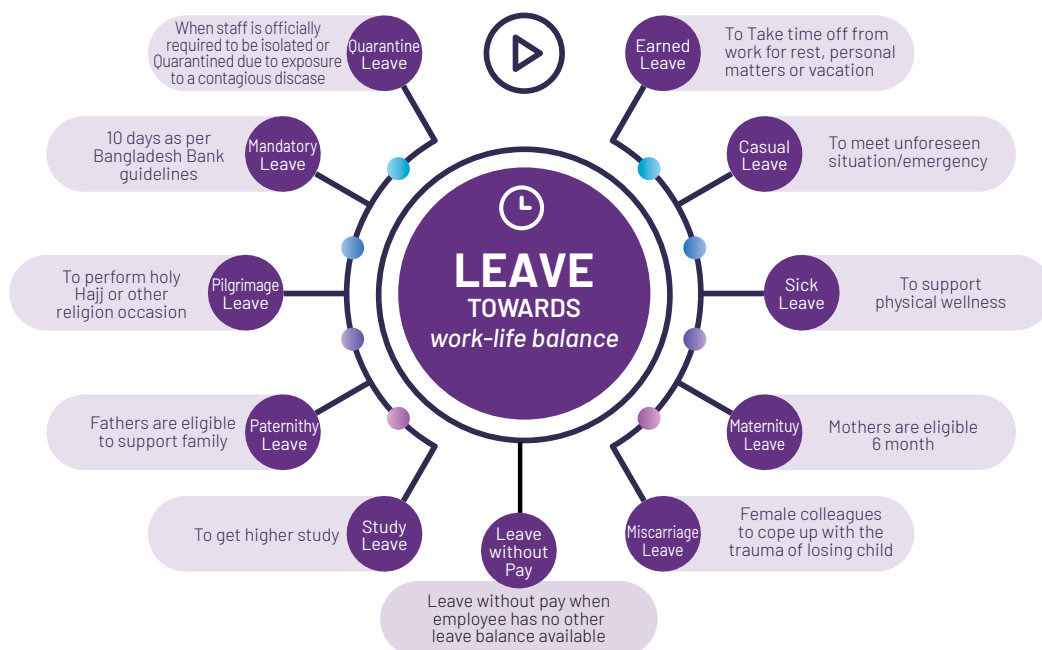 When staff is officially
required to be isolated or
Quarantined due to exposure
to a contagious disease
Quarantine
Leave
Earned
Leave
To Take time off from
work for rest, personal
matters or vacation
10 days as per
Bangladesh Bank
guidelines
Mandatory
Leave
Casual
Leave
To meet unforeseen
situation/emergency
LEAVE
TOWARDS
work-life balance
To perform holy
Hajj or other
religion occasion
Pilgrimage
Leave
Sick
Leave
To support
physical wellness
Fathers are eligible
to support family
Paternithy
Leave
Maternituy
Leave
Mothers are eligible
6 month
To get higher study
Study
Leave
Leave
without
Pay
Miscarriage
Leave
Female colleagues
to cope up with the
trauma of losing child
Leave without pay when
employee has no other
leave balance available